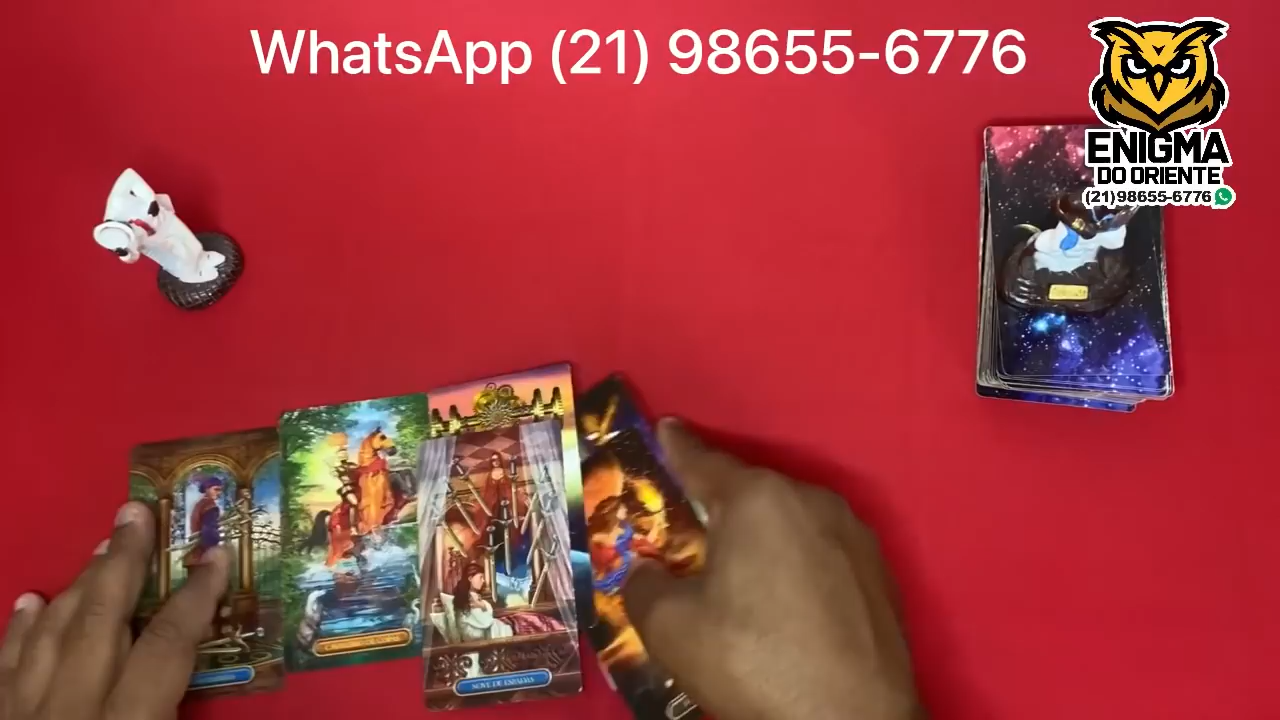 WhatsApp (21) 98655-6776
ENIGMA
DO ORIENTE
(21)98655-6776
NOVE DE ESPADAS